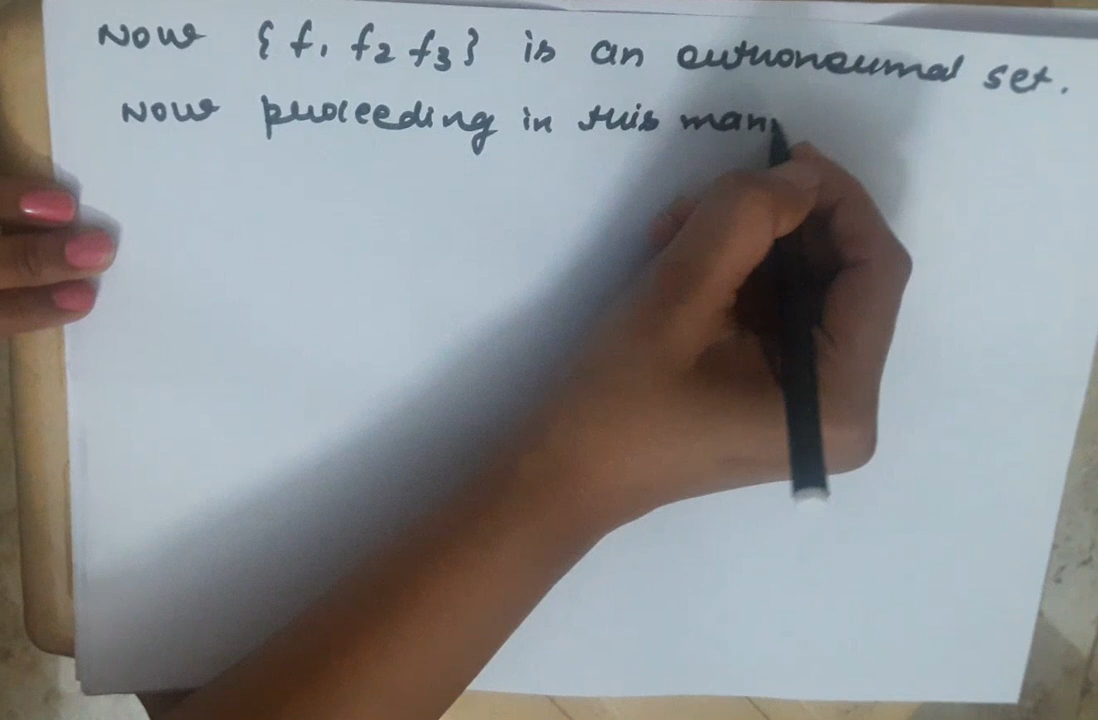 Now {f1 f2 f3} is an orthonormal set.
Now proceeding in this man